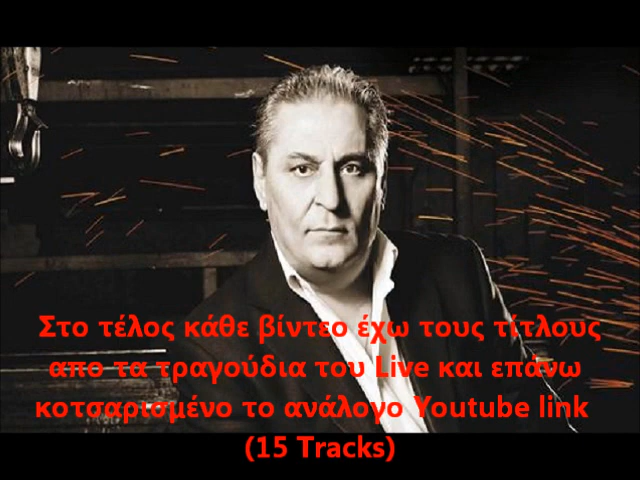 Στο τέλος κάθε βίντεο έχω τους τίτλους
απο τα τραγούδια του Live και επάνω
κοτσαρισμένο το ανάλογο Youtube link
(15 Tracks)